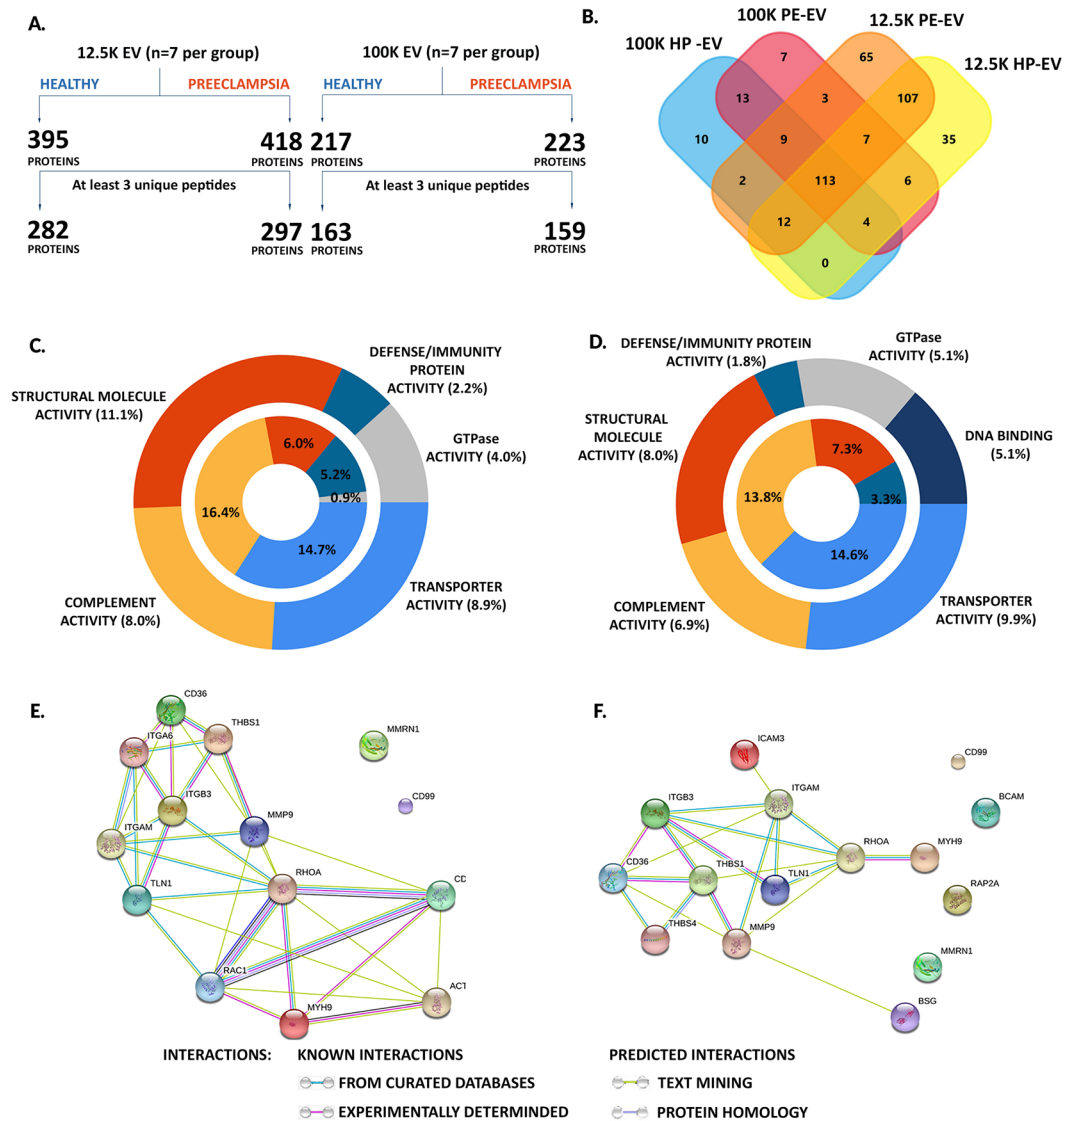 A.
12.5K EV (n=7 per group)
HEALTHY
PREECLAMPSIA
395
PROTEINS
418
PROTEINS
At least 3 unique peptides
282
PROTEINS
297
PROTEINS
100K EV (n=7 per group)
HEALTHY
PREECLAMPSIA
217
PROTEINS
223
PROTEINS
At least 3 unique peptides
163
PROTEINS
159
PROTEINS
B.
100K HP -EV
100K PE-EV
12.5K PE-EV
12.5K HP-EV
7
65
13
3
107
10
9
7
35
2
113
6
12
4
0
C.
STRUCTURAL MOLECULE
ACTIVITY (11.1%)
DEFENSE/IMMUNITY
PROTEIN
ACTIVITY (2.2%)
GTPase
ACTIVITY (4.0%)
6.0%
5.2%
0.9%
16.4%
14.7%
COMPLEMENT
ACTIVITY (8.0%)
TRANSPORTER
ACTIVITY (8.9%)
D.
DEFENSE/IMMUNITY PROTEIN
ACTIVITY (1.8%)
GTPase
ACTIVITY (5.1%)
STRUCTURAL
MOLECULE
ACTIVITY (8.0%)
DNA BINDING
(5.1%)
7.3%
3.3%
13.8%
14.6%
COMPLEMENT
ACTIVITY (6.9%)
TRANSPORTER
ACTIVITY (9.9%)
E.
CD36
THBS1
ITGA6
MMRN1
ITGB3
CD99
MMP9
ITGAM
TLN1
RHOA
CD
RAC1
ACT
MYH9
F.
ICAM3
CD99
ITGB3
ITGAM
BCAM
RHOA
MYH9
CD36
THBS1
TLN1
RAP2A
THBS4
MMP9
MMRN1
BSG
INTERACTIONS:
KNOWN INTERACTIONS
FROM CURATED DATABASES
EXPERIMENTALLY DETERMINDED
PREDICTED INTERACTIONS
TEXT MINING
PROTEIN HOMOLOGY